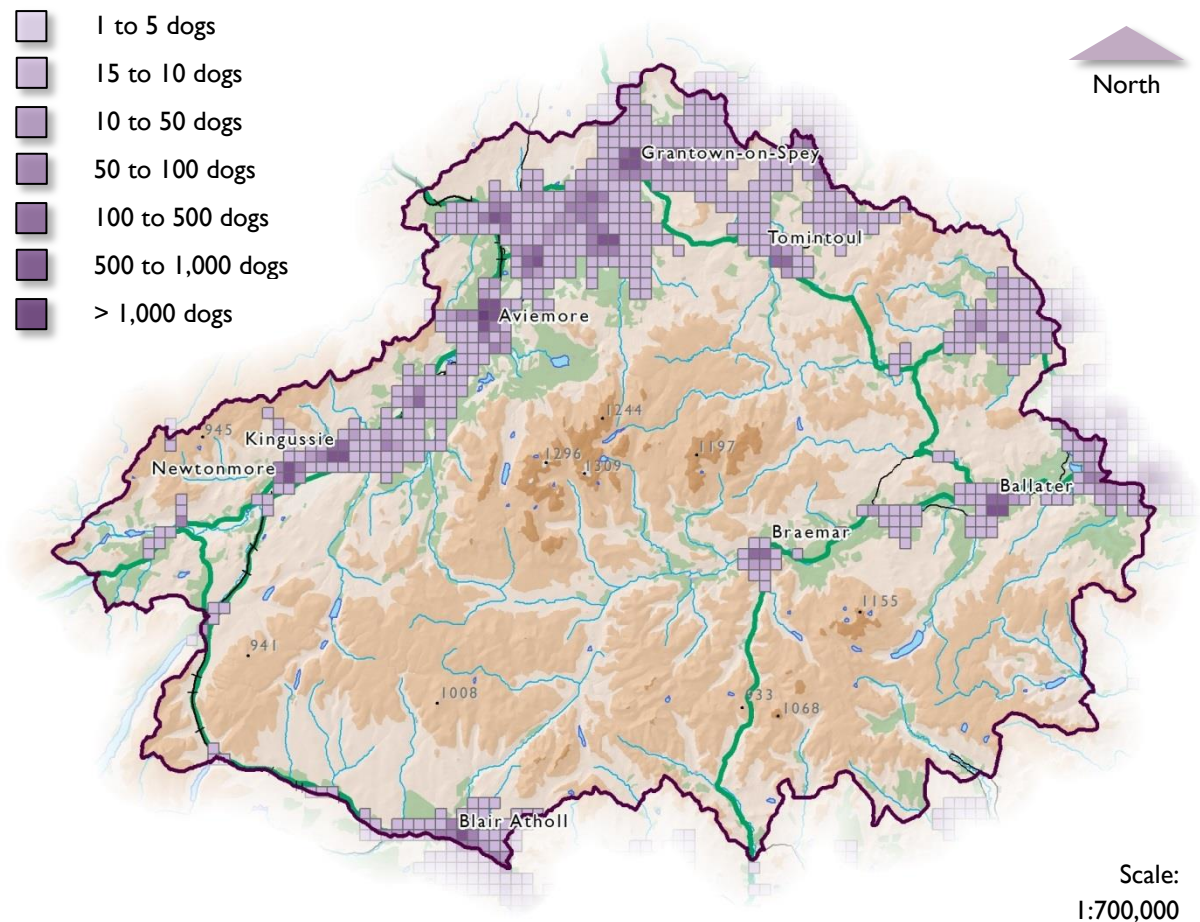 1 to 5 dogs
15 to 10 dogs
10 to 50 dogs
50 to 100 dogs
100 to 500 dogs
500 to 1,000 dogs
> 1,000 dogs
North
Grantown-on-Spey
Tomintoul
Aviemore
1244
945
Kingussie
1197
1296
1309
Newtonmore
Ballater
Braemar
1155
941
1008
933
1068
Blair Atholl
Scale:
1:700,000